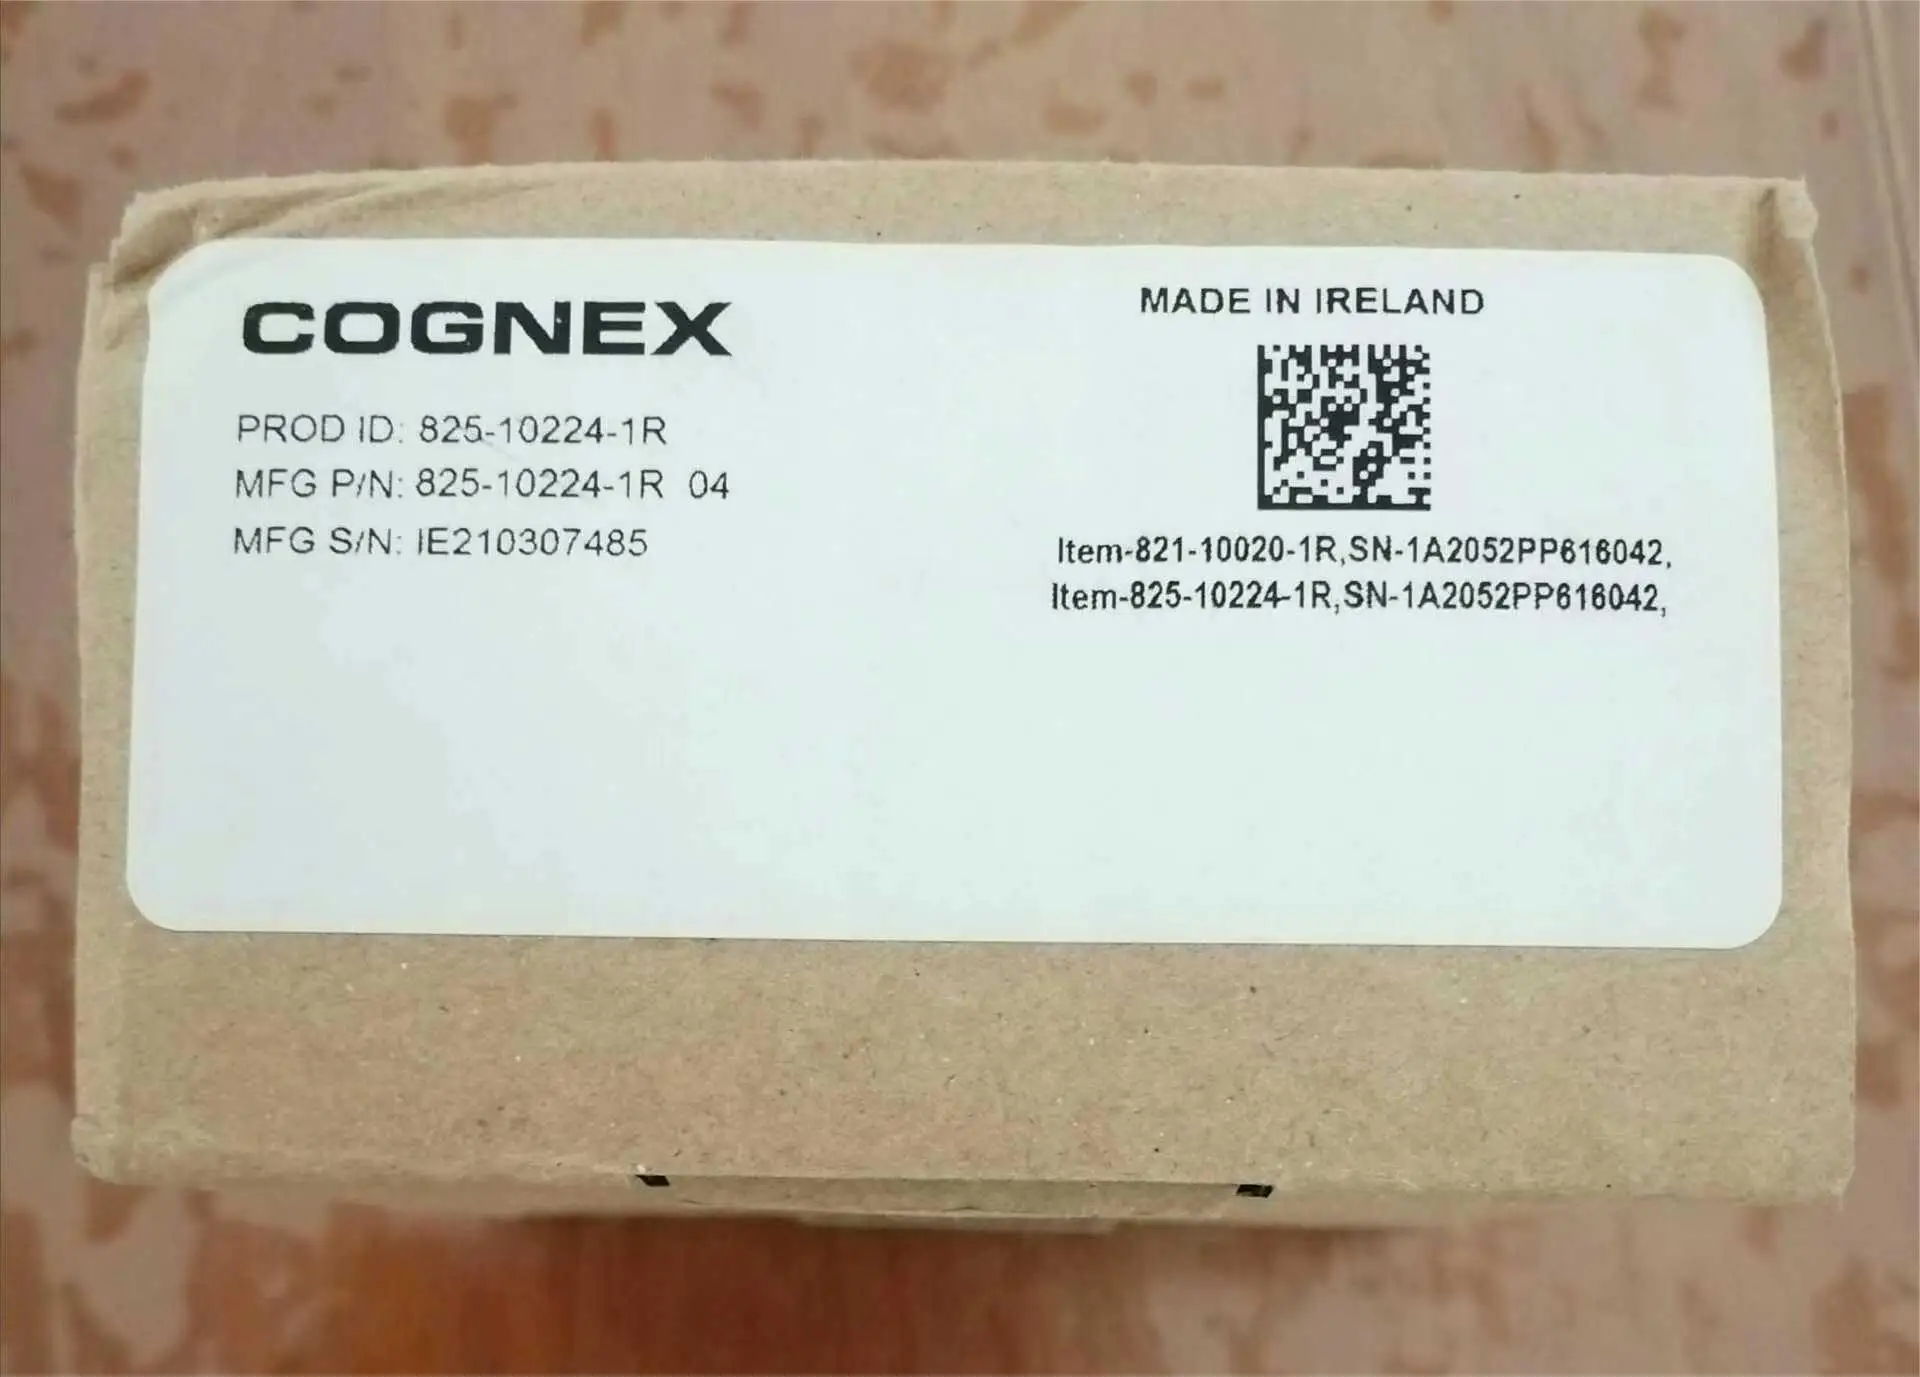 COGNEX
PROD ID: 825-10224-1R
MFG P/N: 825-10224-1R 04
MFG S/N: IE210307485
MADE IN IRELAND
Item-821-10020-1R,SN-1A2052PP616042,
Item-825-10224-1R,SN-1A2052PP616042,